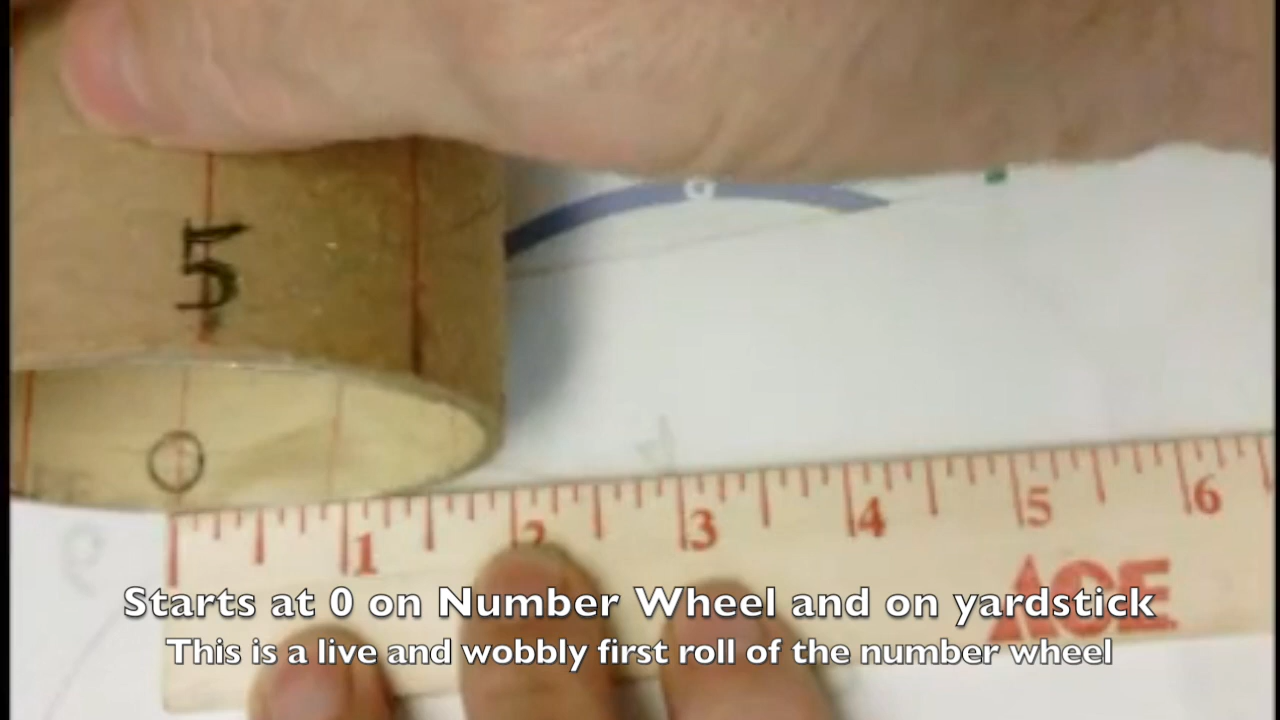 5
0
1 2 3 4 5 6
ACE
Starts at 0 on Number Wheel and on yardstick
This is a live and wobbly first roll of the number wheel